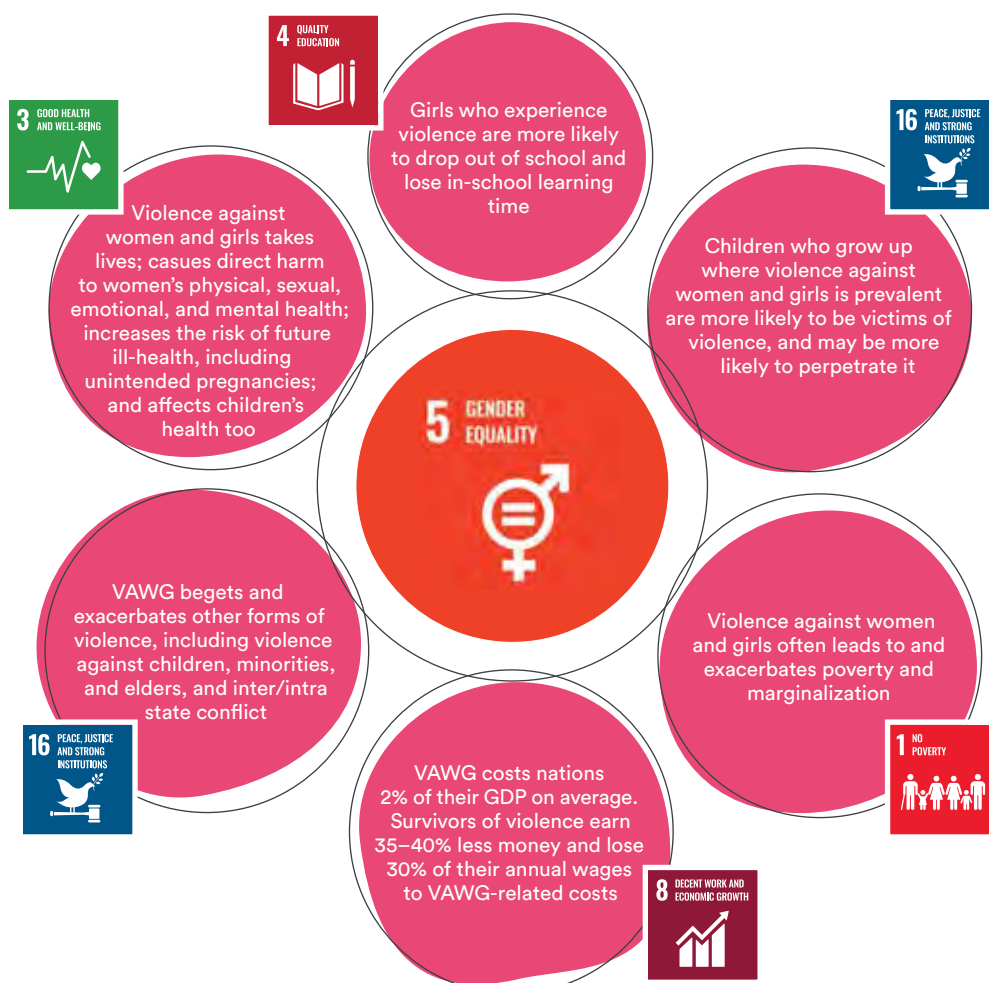 4 QUALITY
EDUCATION
Girls who experience
violence are more likely
to drop out of school and
lose in-school learning
time
3 GOOD HEALTH
AND WELL-BEING
Violence against
women and girls takes
lives; casues direct harm
to women’s physical, sexual,
emotional, and mental health;
increases the risk of future
ill-health, including
unintended pregnancies;
and affects children’s
health too
16 PEACE, JUSTICE
AND STRONG
INSTITUTIONS
Children who grow up
where violence against
women and girls is prevalent
are more likely to be victims of
violence, and may be more
likely to perpetrate it
5 GENDER
EQUALITY
VAWG begets and
exacerbates other forms of
violence, including violence
against children, minorities,
and elders, and inter/intra
state conflict
16 PEACE, JUSTICE
AND STRONG
INSTITUTIONS
Violence against women
and girls often leads to and
exacerbates poverty and
marginalization
1 NO
POVERTY
VAWG costs nations
2% of their GDP on average.
Survivors of violence earn
35–40% less money and lose
30% of their annual wages
to VAWG-related costs
8 DECENT WORK AND
ECONOMIC GROWTH